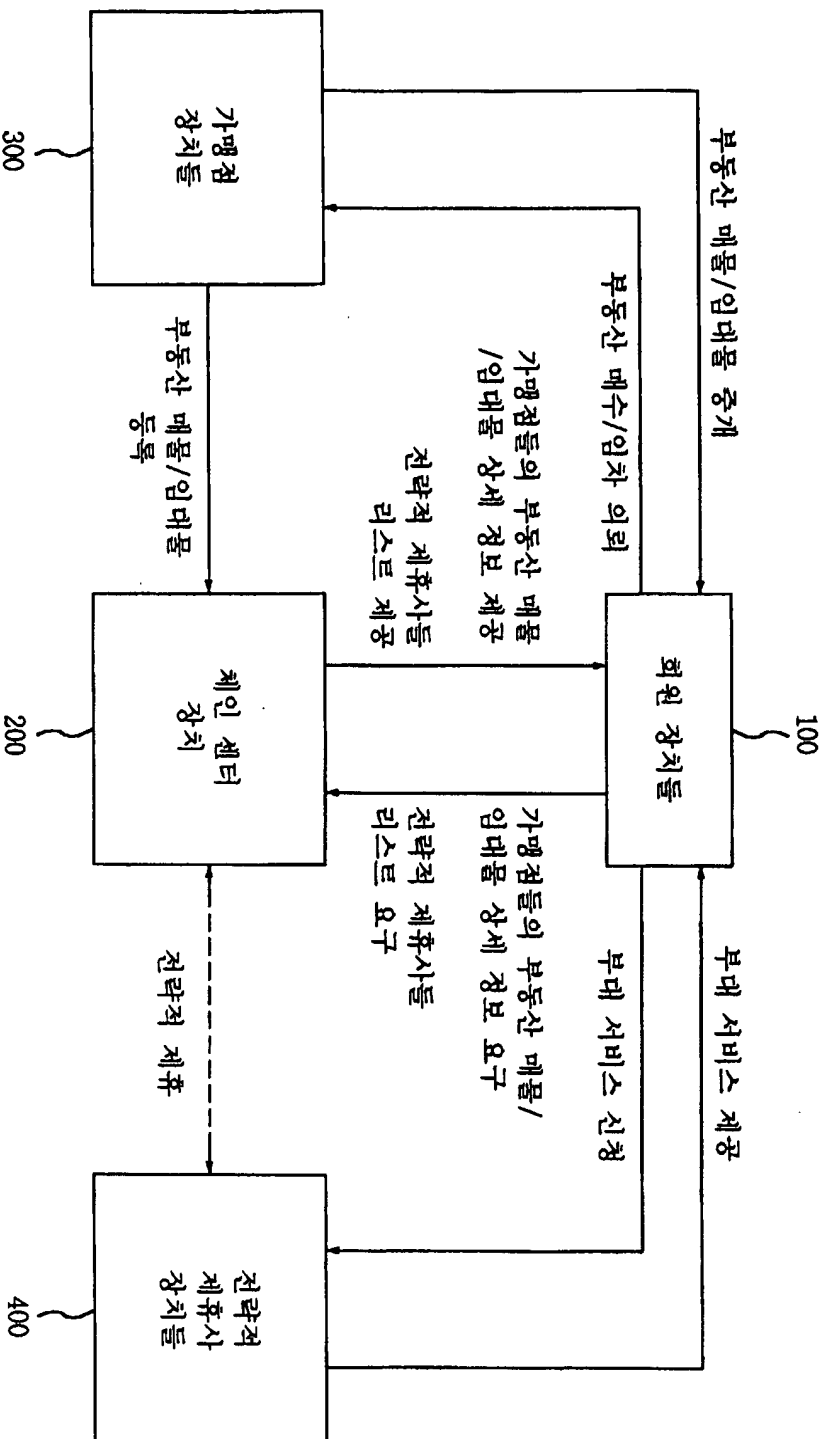 부동산 매물/임대물 중개
부대 서비스 제공
100
회원 장치들
부동산 매수/임차 의뢰
부대 서비스 신청
가맹점들의 부동산 매물
/임대물 상세 정보 제공
전략적 제휴사들
리스트 제공
가맹점들의 부동산 매물/
임대물 상세 정보 요구
전략적 제휴사들
리스트 요구
가맹점
장치들
300
부동산 매물/임대물
등록
체인 센터
장치
200
전략적 제휴
전략적
제휴사
장치들
400